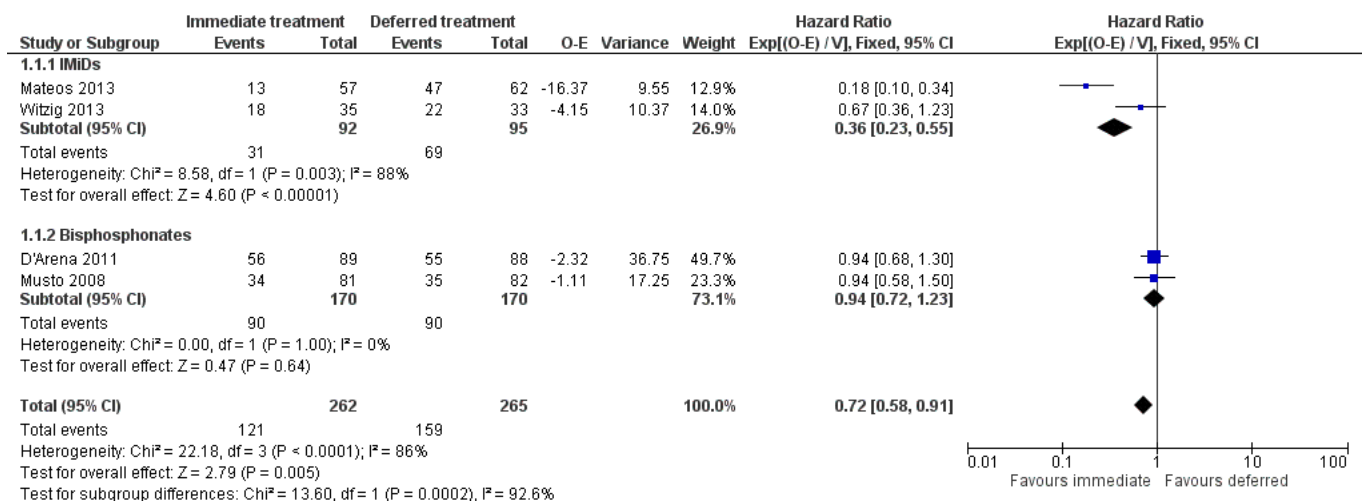 Immediate treatment Deferred treatment Hazard Ratio Hazard Ratio
Study or Subgroup Events Total Events Total O-E Variance Weight Exp[(O-E) / V], Fixed, 95% CI Exp[(O-E) / V], Fixed, 95% CI
1.1.1 IMiDs
Mateos 2013 13 57 47 62 -16.37 9.55 12.9% 0.18 [0.10, 0.34]
Witzig 2013 18 35 22 33 -4.15 10.37 14.0% 0.67 [0.36, 1.23]
Subtotal (95% CI) 92 95 26.9% 0.36 [0.23, 0.55]
Total events 31 69
Heterogeneity: Chi² = 8.58, df = 1 (P = 0.003); I² = 88%
Test for overall effect: Z = 4.60 (P < 0.00001)
1.1.2 Bisphosphonates
D'Arena 2011 56 89 55 88 -2.32 36.75 49.7% 0.94 [0.68, 1.30]
Musto 2008 34 81 35 82 -1.11 17.25 23.3% 0.94 [0.58, 1.50]
Subtotal (95% CI) 170 170 73.1% 0.94 [0.72, 1.23]
Total events 90 90
Heterogeneity: Chi² = 0.00, df = 1 (P = 1.00); I² = 0%
Test for overall effect: Z = 0.47 (P = 0.64)
Total (95% CI) 262 265 100.0% 0.72 [0.58, 0.91]
Total events 121 159
Heterogeneity: Chi² = 22.18, df = 3 (P < 0.0001); I² = 86%
Test for overall effect: Z = 2.79 (P = 0.005)
Test for subgroup differences: Chi² = 13.60, df = 1 (P = 0.0002), I² = 92.6%
0.01 0.1 1 10 100
Favours immediate Favours deferred